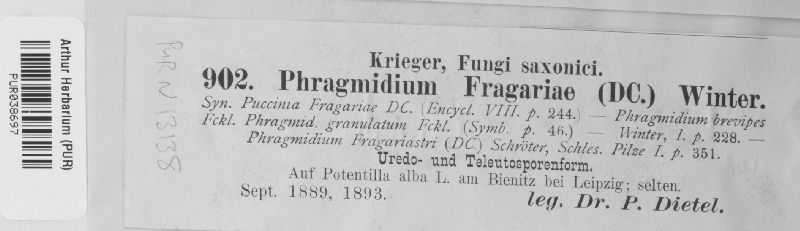 Arthur Herbarium (PUR)
PUR038697
PUR N 13138
Krieger, Fungi saxonici.
902. Phragmidium Fragariae (DC.) Winter.
Syn. Puccinia Fragariae DC. (Encycl. VIII. p. 244.) — Phragmidium brevipes
Fckl. Phragmid. granulatum Fckl. (Symb. p. 46.) — Winter, I. p. 228. —
Phragmidium Fragariastri (DC.) Schröter, Schles. Pilze I. p. 351.
Uredo- und Teleutosporenform.
Auf Potentilla alba L. am Bienitz bei Leipzig; selten.
Sept. 1889, 1893.
leg. Dr. P. Dietel.